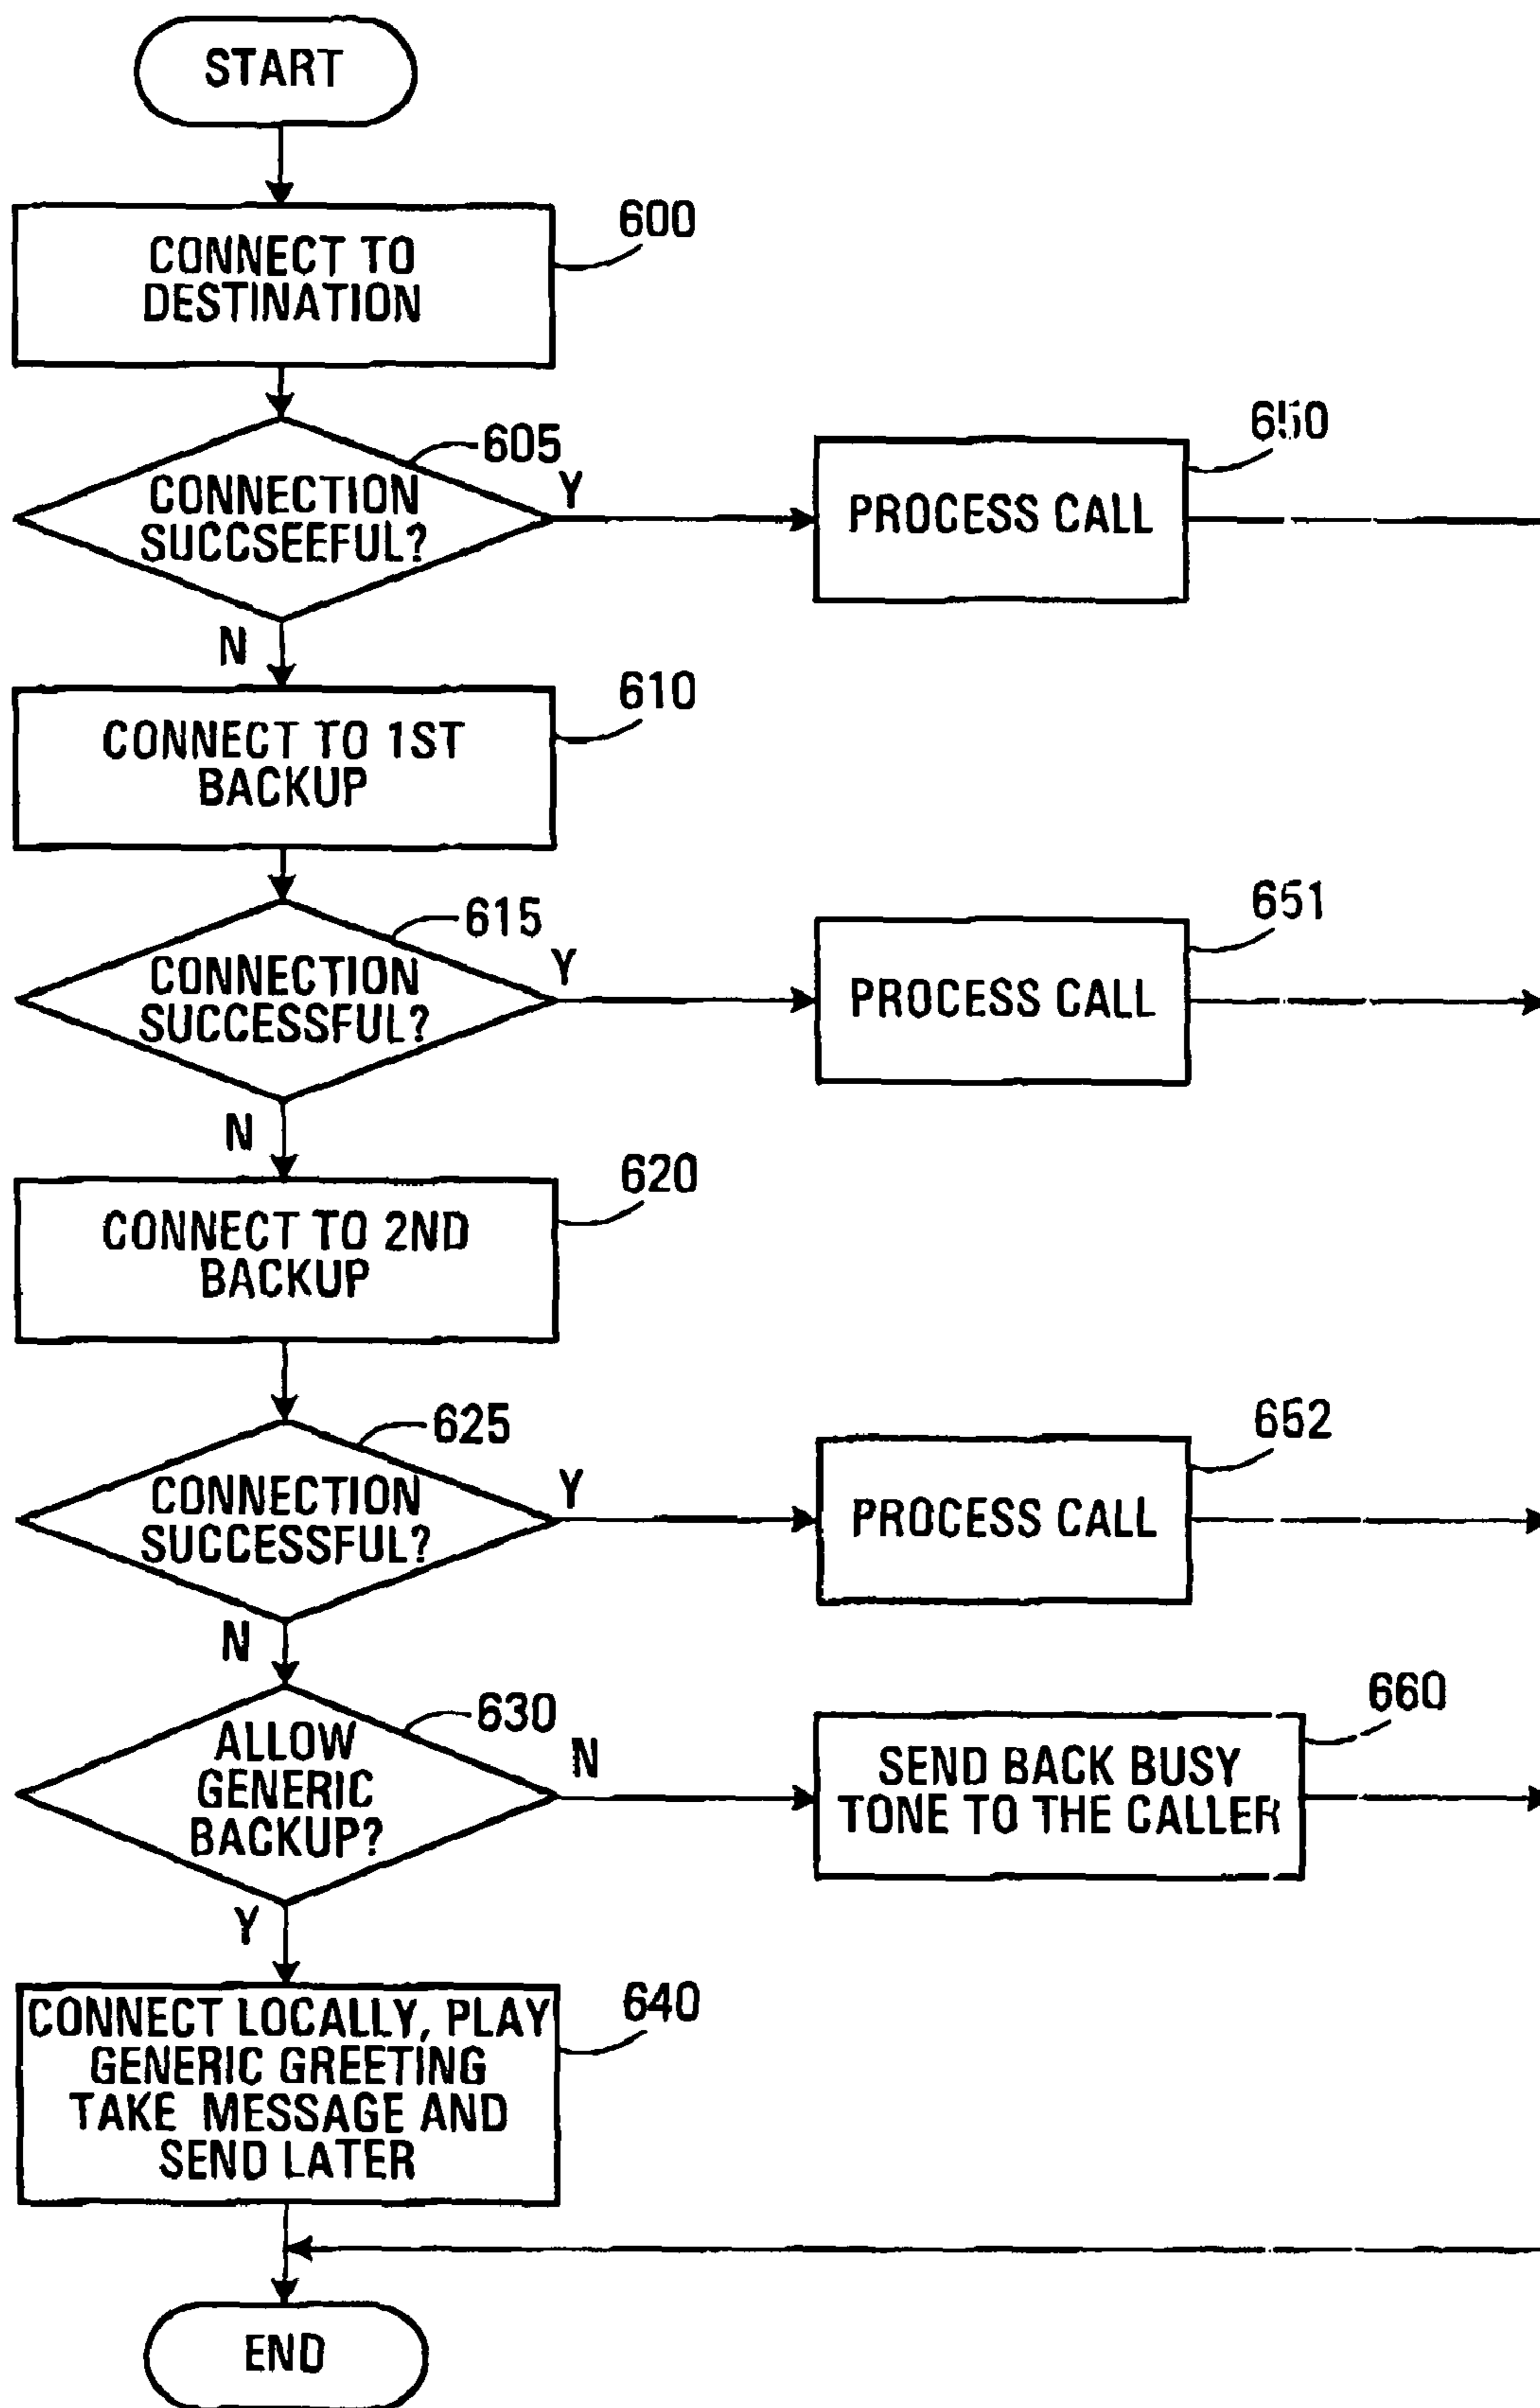 START
600
CONNECT TO
DESTINATION
605
650
CONNECTION
SUCCSEEFUL?
Y
PROCESS CALL
N
610
CONNECT TO 1ST
BACKUP
615
651
CONNECTION
SUCCESSFUL?
Y
PROCESS CALL
N
620
CONNECT TO 2ND
BACKUP
625
652
CONNECTION
SUCCESSFUL?
Y
PROCESS CALL
N
630
660
ALLOW
GENERIC
BACKUP?
N
SEND BACK BUSY
TONE TO THE CALLER
Y
640
CONNECT LOCALLY, PLAY
GENERIC GREETING
TAKE MESSAGE AND
SEND LATER
END